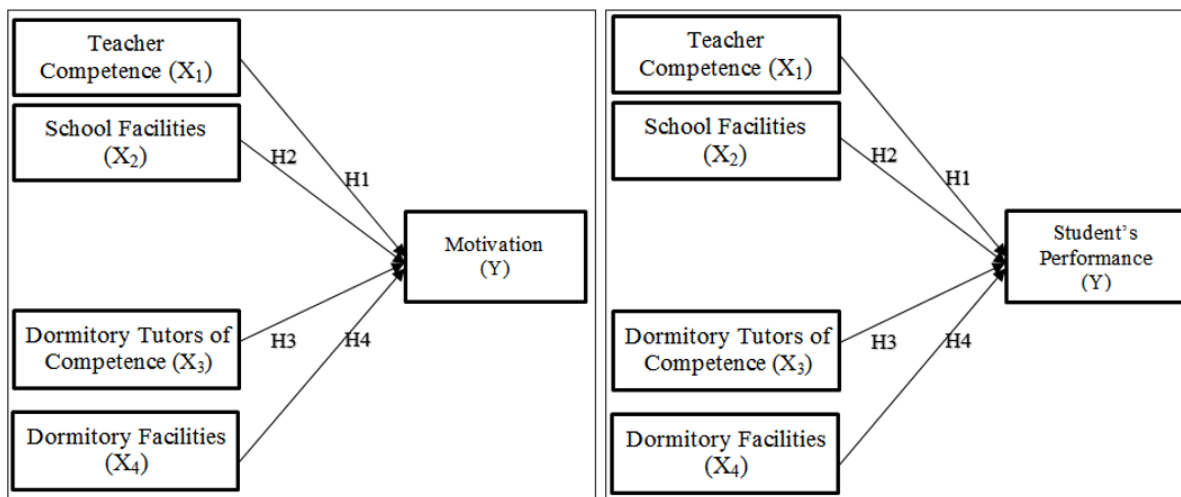 Teacher
Competence (X₁)
School Facilities
(X₂)
H2
H1
Motivation
(Y)
Dormitory Tutors of
Competence (X₃)
H3
H4
Dormitory Facilities
(X₄)
Teacher
Competence (X₁)
School Facilities
(X₂)
H2
H1
Student’s
Performance
(Y)
Dormitory Tutors of
Competence (X₃)
H3
H4
Dormitory Facilities
(X₄)